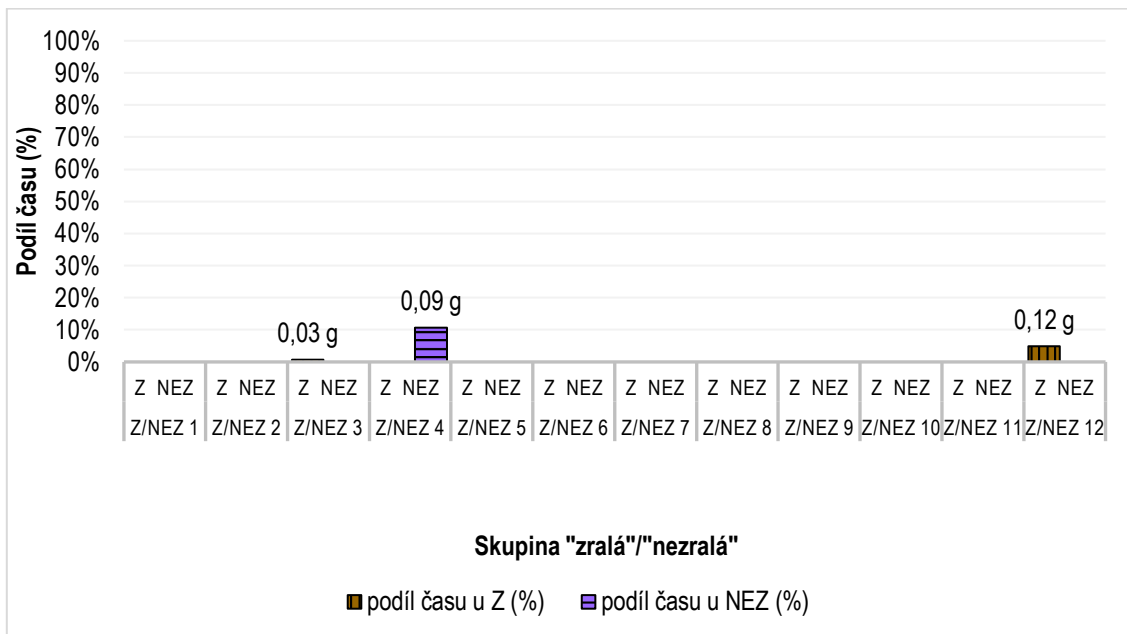 100%
90%
80%
70%
60%
50%
40%
30%
20%
10%
0%
Podíl času (%)
0,03 g
0,09 g
0,12 g
Z NEZ Z NEZ Z NEZ Z NEZ Z NEZ Z NEZ Z NEZ Z NEZ Z NEZ Z NEZ Z NEZ Z NEZ
Z/NEZ 1 Z/NEZ 2 Z/NEZ 3 Z/NEZ 4 Z/NEZ 5 Z/NEZ 6 Z/NEZ 7 Z/NEZ 8 Z/NEZ 9 Z/NEZ 10 Z/NEZ 11 Z/NEZ 12
Skupina "zralá"/"nezralá"
podíl času u Z (%) podíl času u NEZ (%)